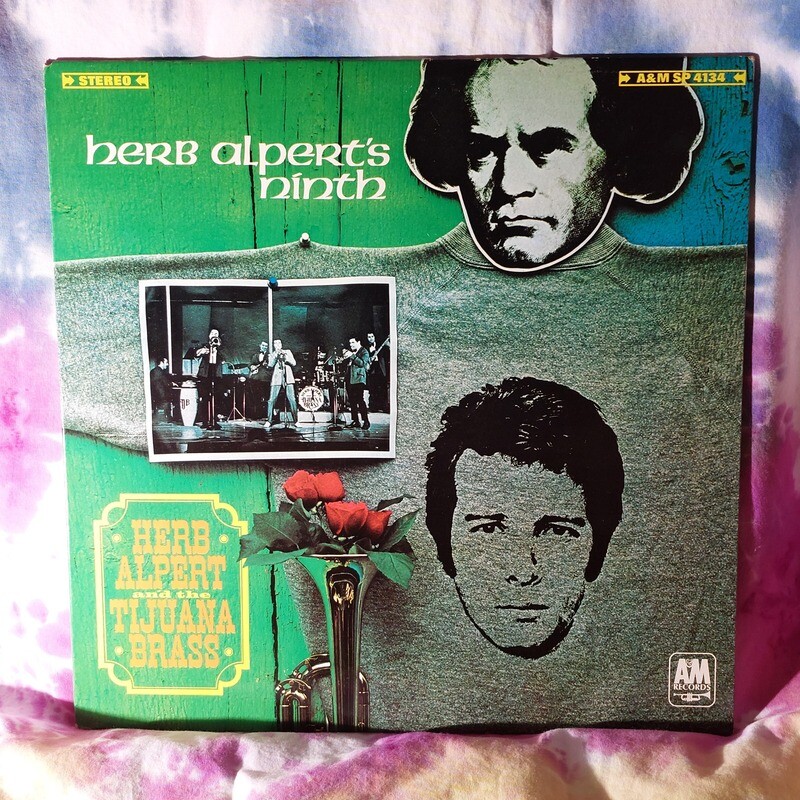 STEREO
A&M SP 4134
herb alpert's
ninth
HERB
ALPERT
and the
TIJUANA
BRASS
A&M
RECORDS